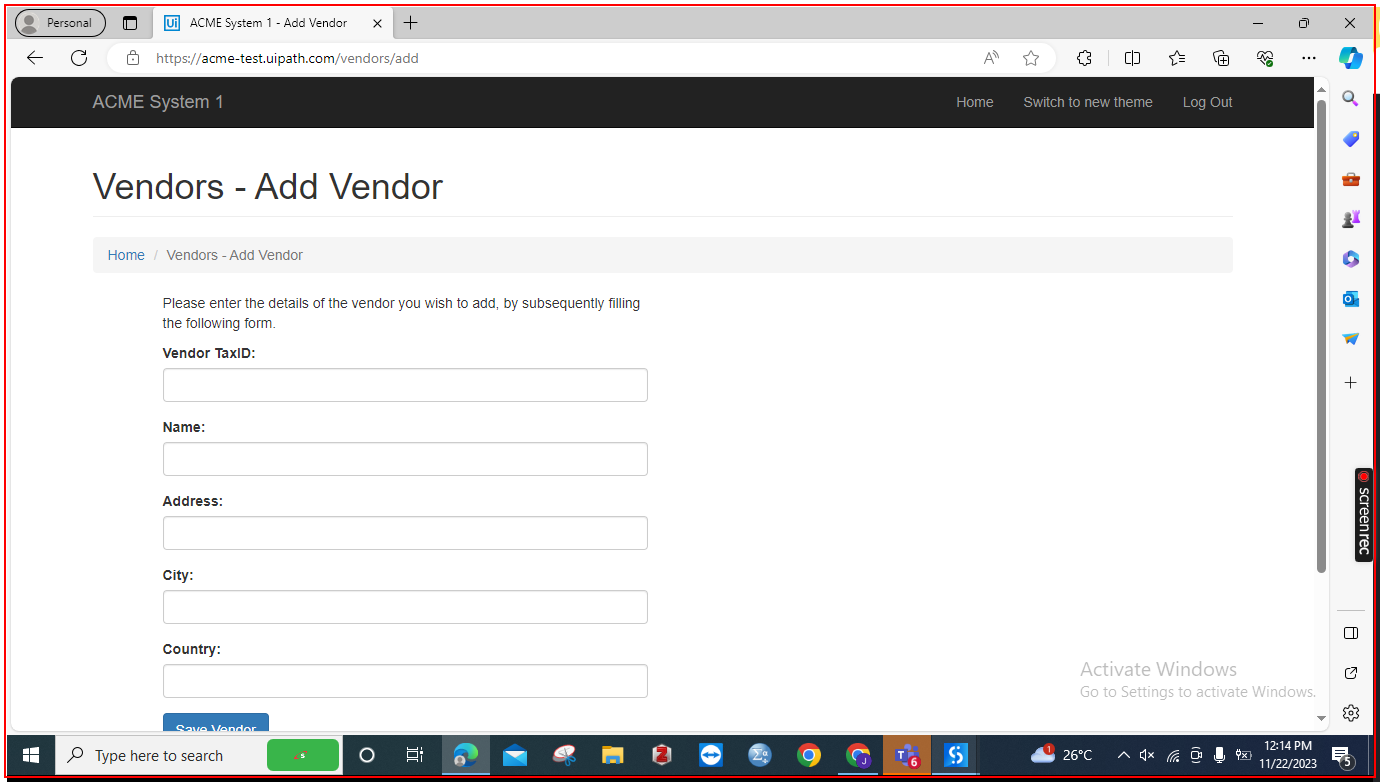 Personal
Ui ACME System 1 - Add Vendor
https://acme-test.uipath.com/vendors/add
ACME System 1
Home Switch to new theme Log Out
Vendors - Add Vendor
Home / Vendors - Add Vendor
Please enter the details of the vendor you wish to add, by subsequently filling
the following form.
Vendor TaxID:
Name:
Address:
City:
Country:
Save Vendor
screenrec
Activate Windows
Go to Settings to activate Windows.
Type here to search
J
T 6
1
26°C
12:14 PM
11/22/2023
5